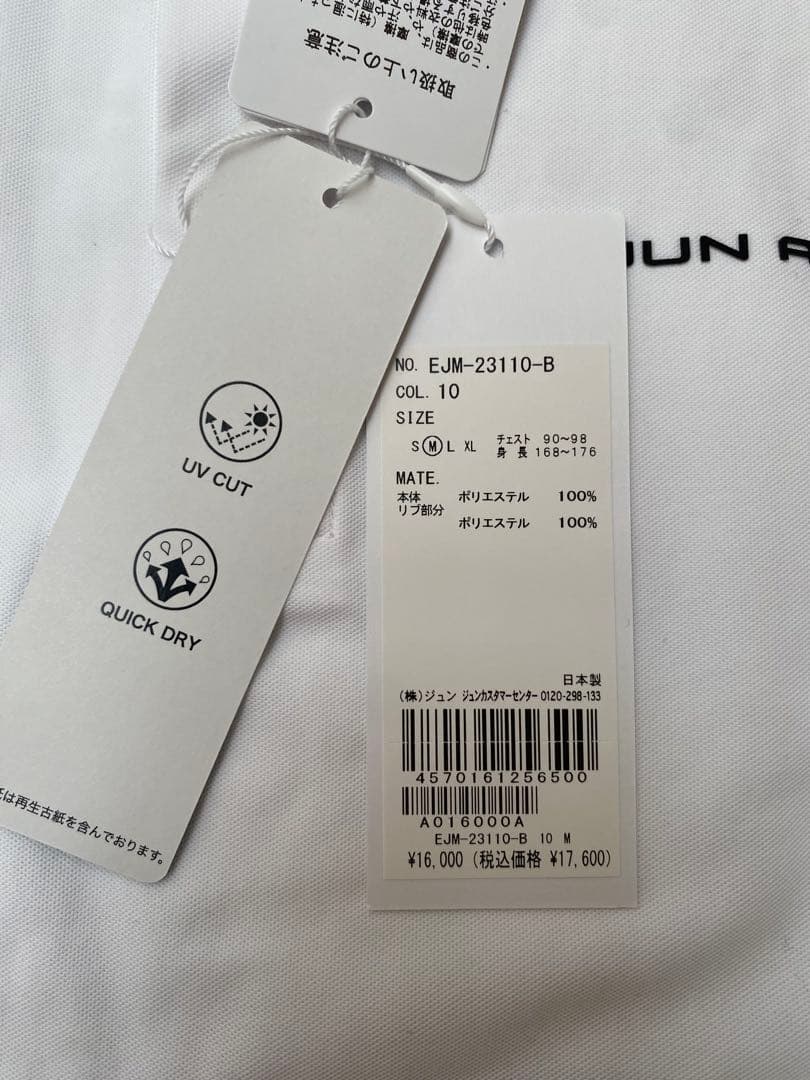 取扱い上のご注意
JUN
UV CUT
QUICK DRY
NO. EJM-23110-B
COL. 10
SIZE
S M L XL チェスト 90~98
身長 168~176
MATE.
本体 ポリエステル 100%
リブ部分
ポリエステル 100%
日本製
(株)ジュン ジュンカスタマーセンター 0120-298-133
4570161256500
A016000A
EJM-23110-B 10 M
¥16,000 (税込価格 ¥17,600)
は再生古紙を含んでおります。